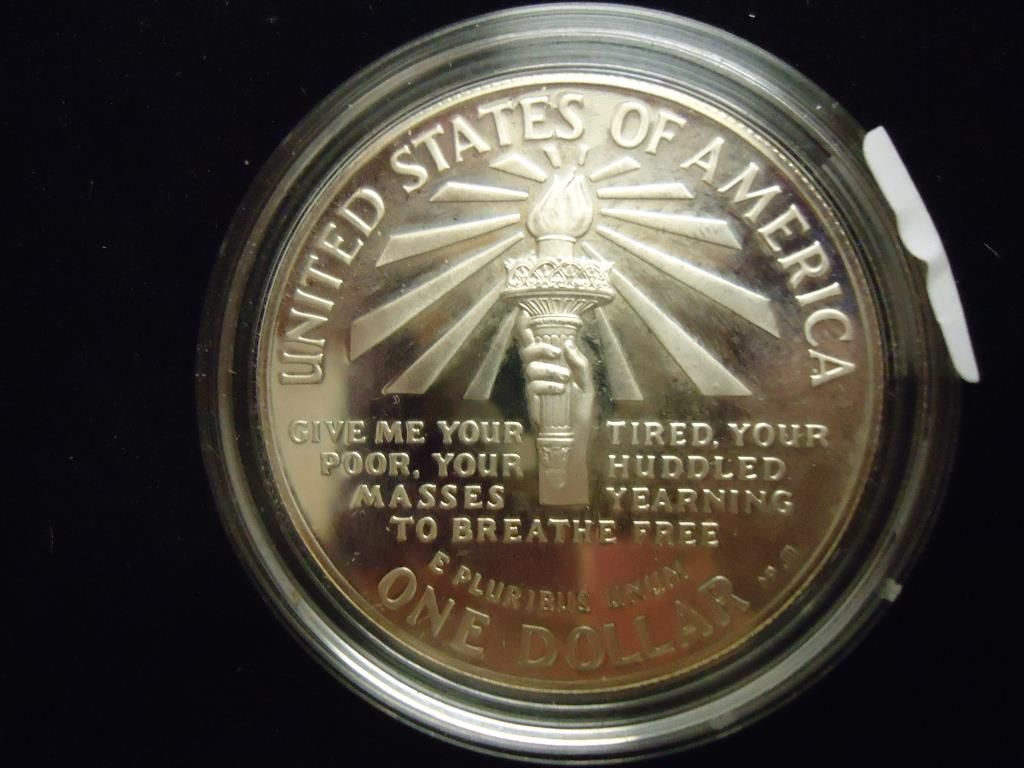 UNITED STATES OF AMERICA
GIVE ME YOUR TIRED, YOUR
POOR, YOUR HUDDLED
MASSES YEARNING
TO BREATHE FREE
E PLURIBUS UNUM
ONE DOLLAR